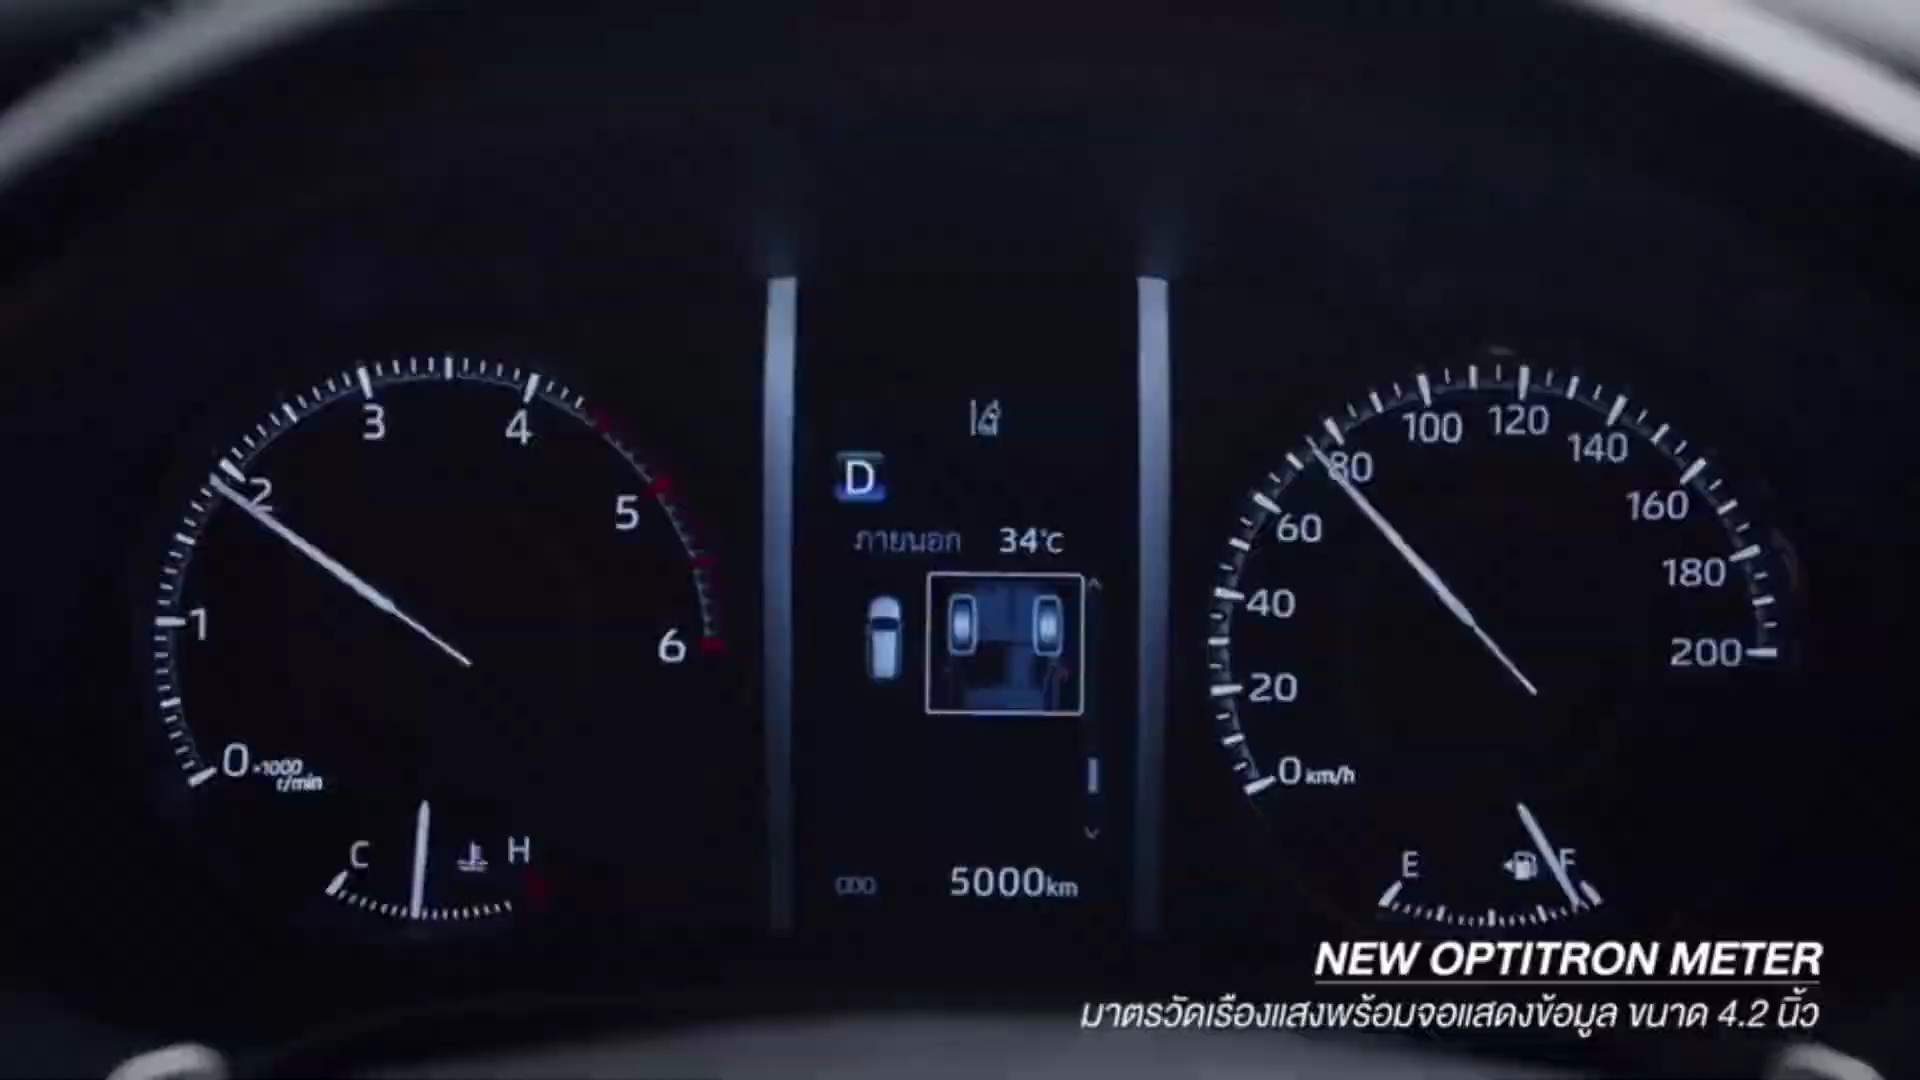 3
4
2
5
1
6
0 ×1000 r/min
C H
D
ภายนอก 34°C
ODO 5000km
100 120
80 140
60 160
40 180
20 200
0 km/h
E F
NEW OPTITRON METER
มาตรวัดเรืองแสงพร้อมจอแสดงข้อมูล ขนาด 4.2 นิ้ว